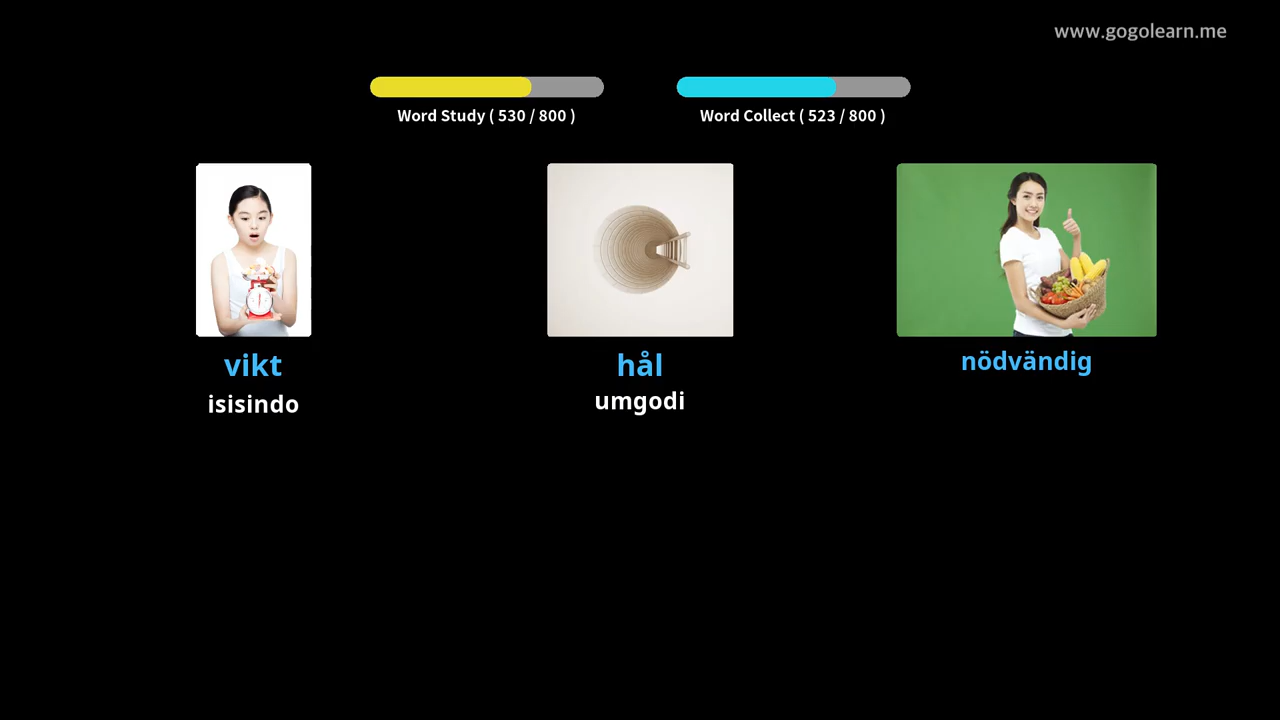 www.gogolearn.me
Word Study ( 530 / 800 )
Word Collect ( 523 / 800 )
vikt
isisindo
hål
umgodi
nödvändig